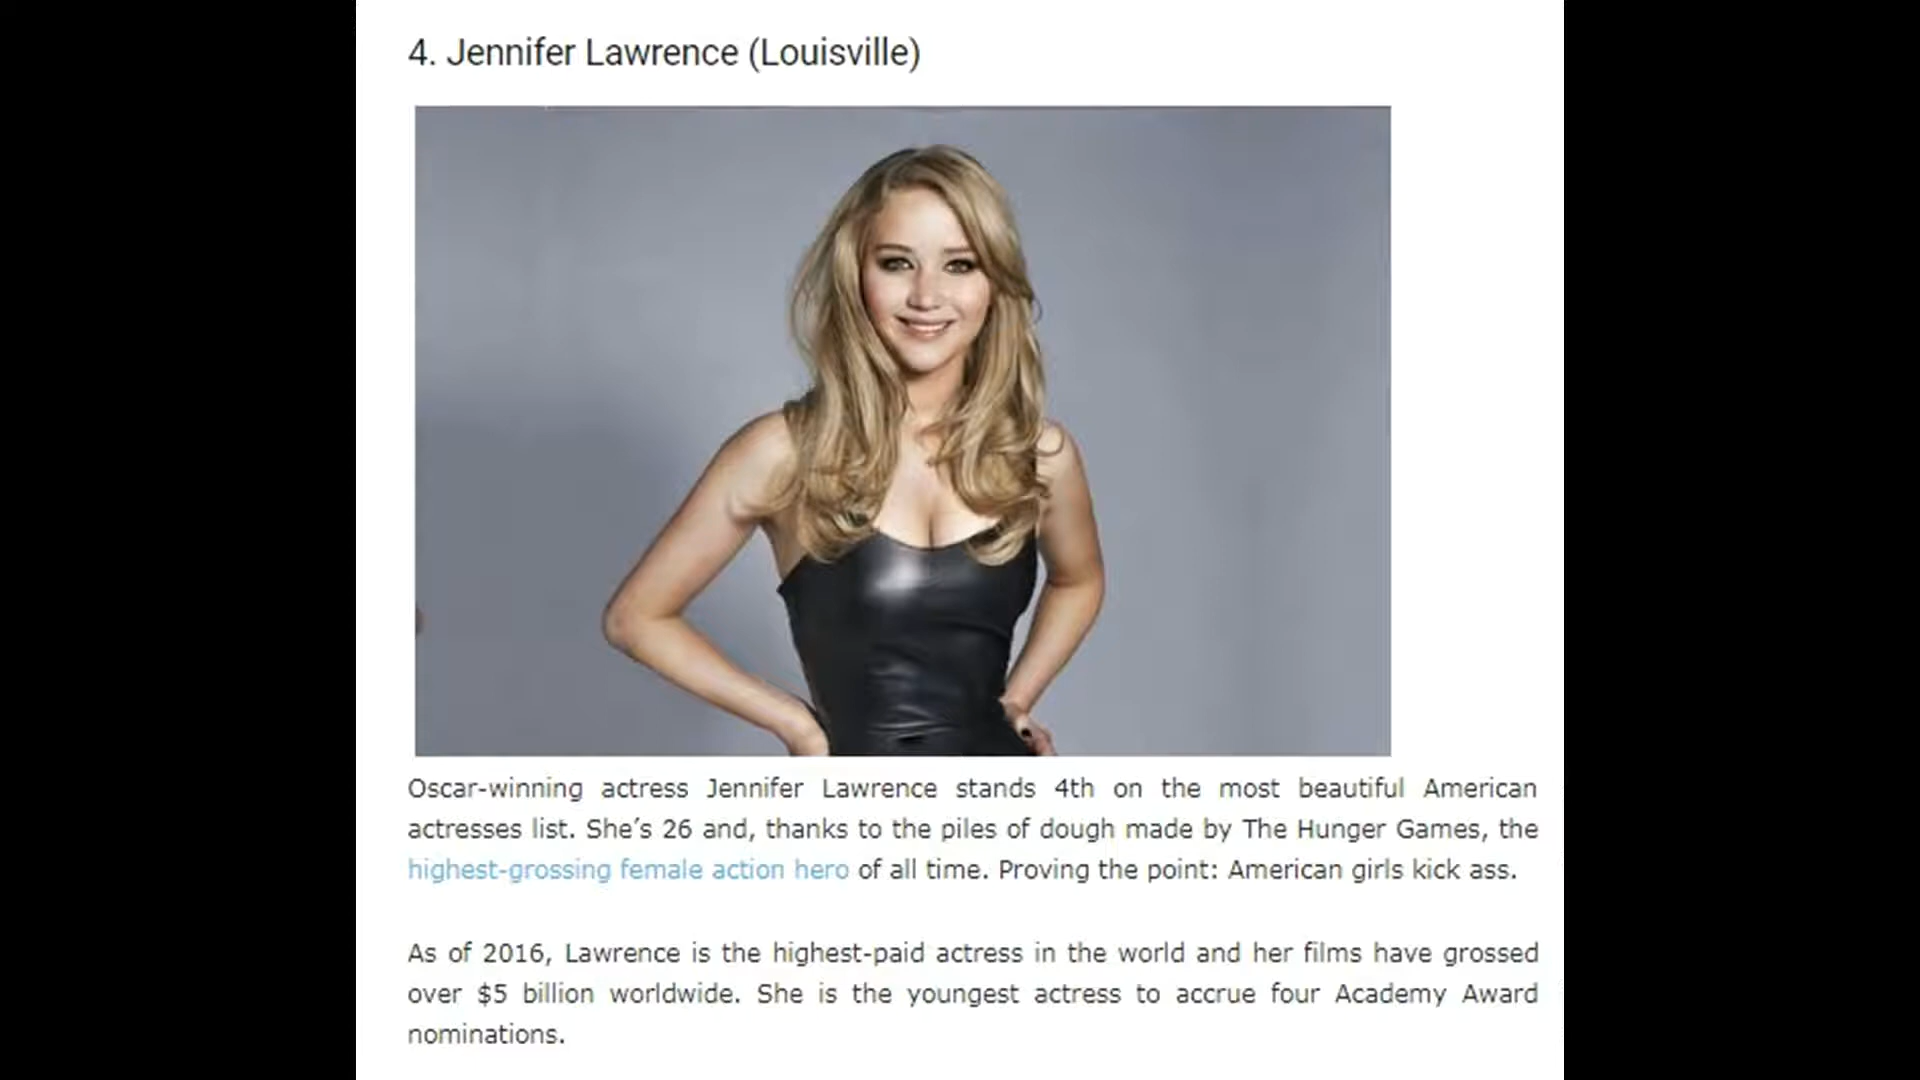 4. Jennifer Lawrence (Louisville)
Oscar-winning actress Jennifer Lawrence stands 4th on the most beautiful American
actresses list. She’s 26 and, thanks to the piles of dough made by The Hunger Games, the
highest-grossing female action hero of all time. Proving the point: American girls kick ass.
As of 2016, Lawrence is the highest-paid actress in the world and her films have grossed
over $5 billion worldwide. She is the youngest actress to accrue four Academy Award
nominations.